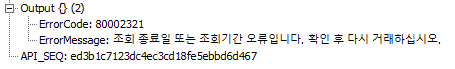 Output {} (2)
ErrorCode: 80002321
ErrorMessage: 조회 종료일 또는 조회기간 오류입니다. 확인 후 다시 거래하십시오.
API_SEQ: ed3b1c7123dc4ec3cd18fe5ebbd6d467